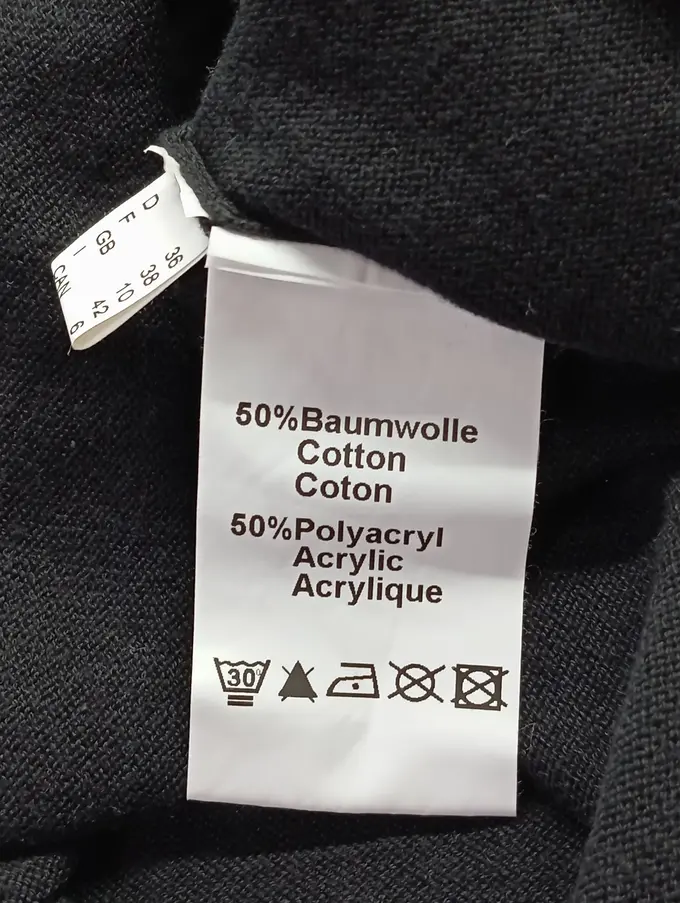 D 36
F 38
GB 10
I 42
CAN 6
50%Baumwolle
Cotton
Coton
50%Polyacryl
Acrylic
Acrylique
30°